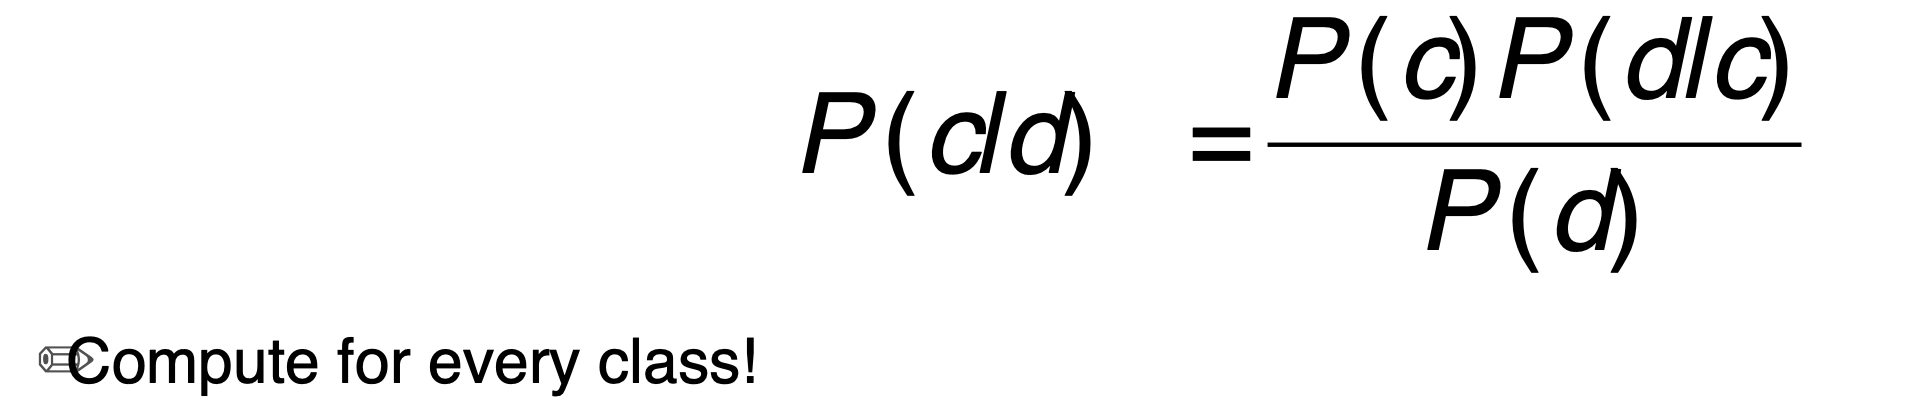 P(c|d) = P(c)P(d|c)
P(d)
Compute for every class!